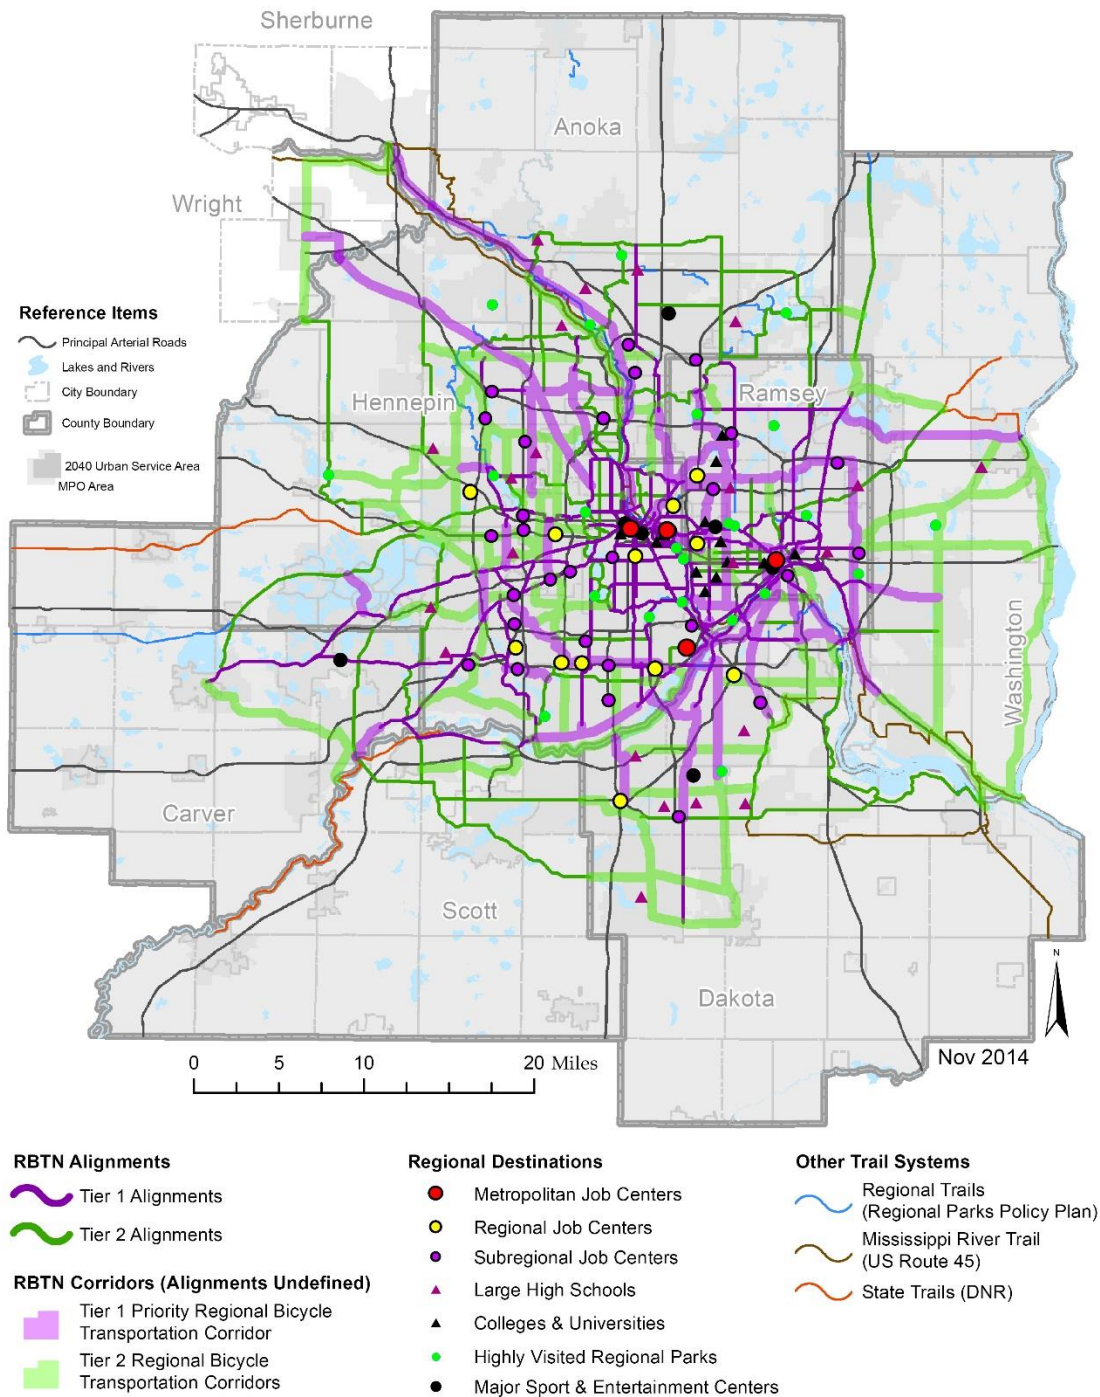 Sherburne
Anoka
Wright
Reference Items
Principal Arterial Roads
Lakes and Rivers
City Boundary
County Boundary
2040 Urban Service Area
MPO Area
Hennepin
Ramsey
Washington
Carver
Scott
Dakota
N
Nov 2014
0 5 10 20 Miles
RBTN Alignments
Tier 1 Alignments
Tier 2 Alignments
RBTN Corridors (Alignments Undefined)
Tier 1 Priority Regional Bicycle
Transportation Corridor
Tier 2 Regional Bicycle
Transportation Corridors
Regional Destinations
Metropolitan Job Centers
Regional Job Centers
Subregional Job Centers
Large High Schools
Colleges & Universities
Highly Visited Regional Parks
Major Sport & Entertainment Centers
Other Trail Systems
Regional Trails
(Regional Parks Policy Plan)
Mississippi River Trail
(US Route 45)
State Trails (DNR)